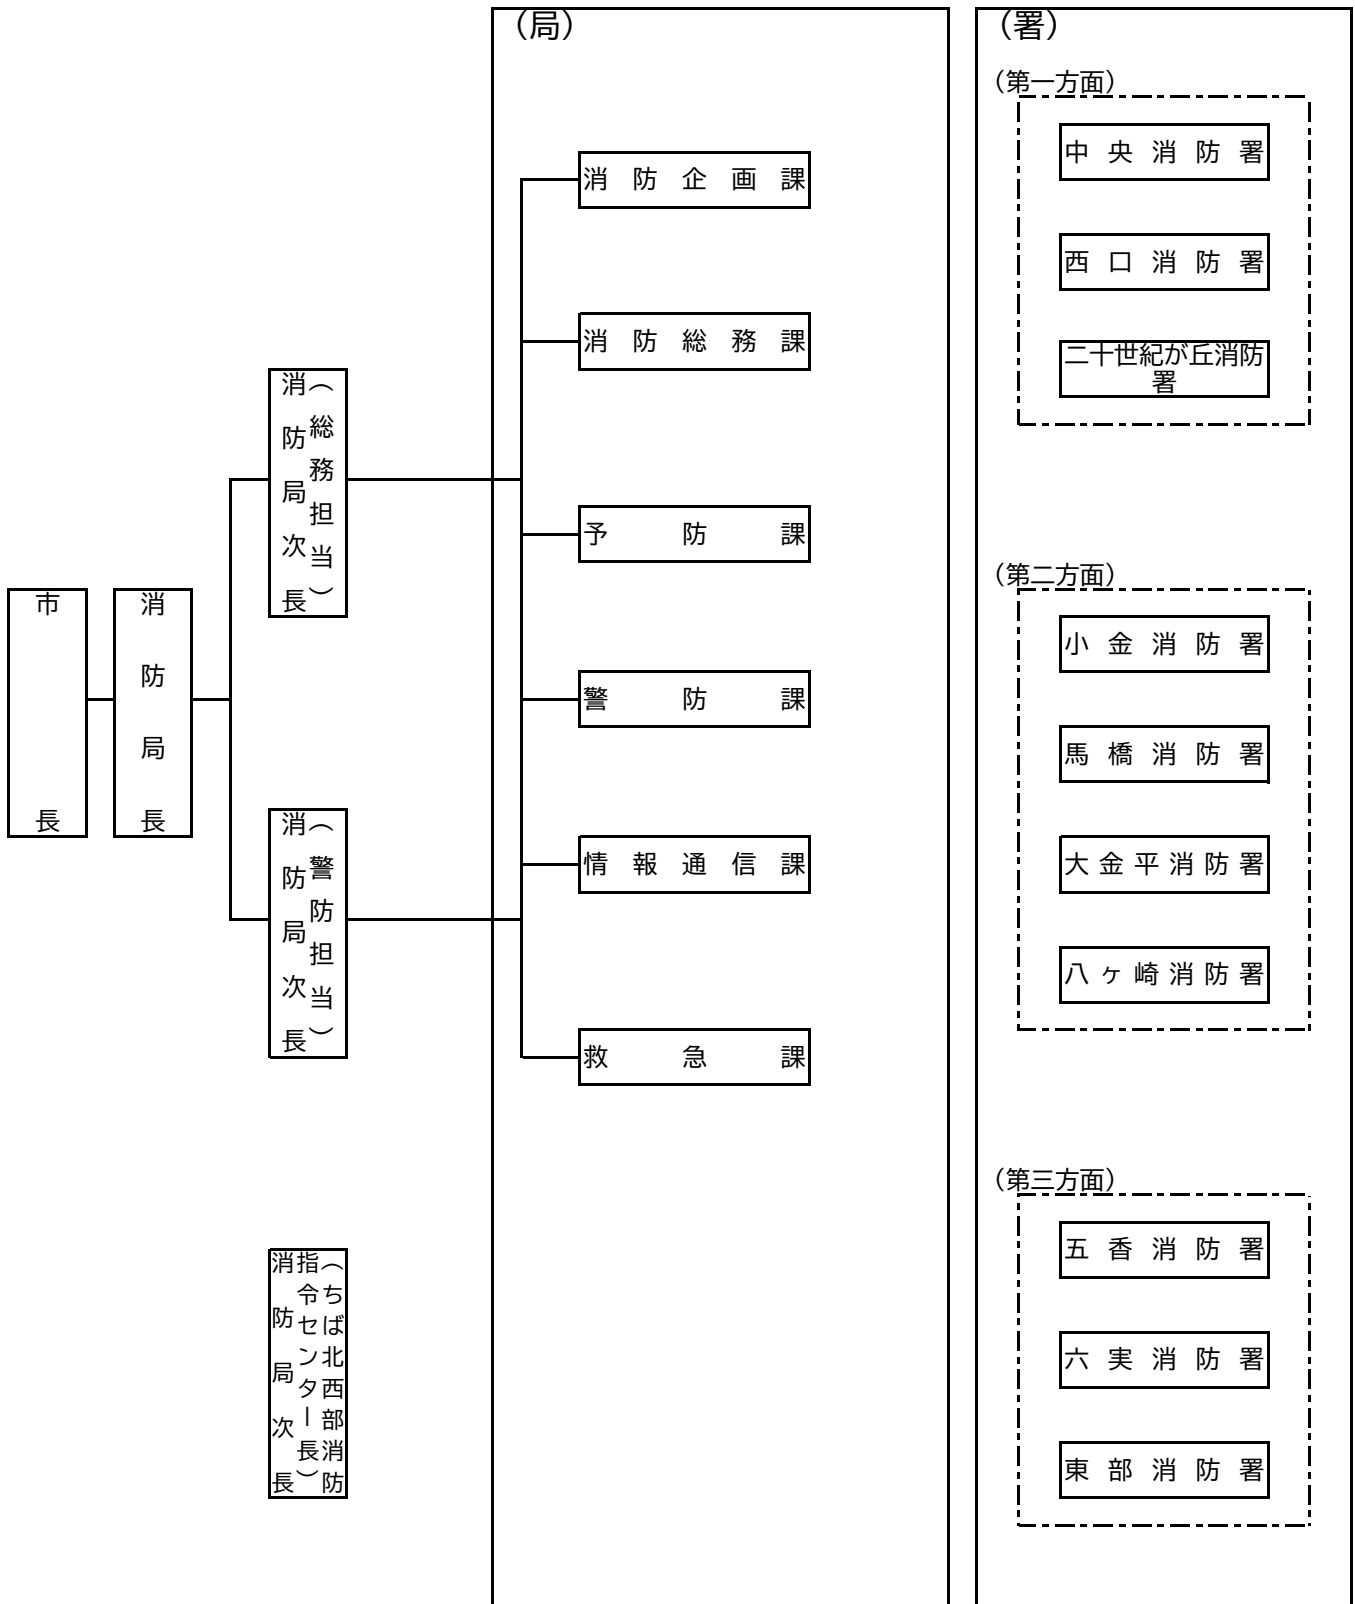 市長
消防局長
消防局次長
（総務担当）
消防局次長
（警防担当）
消防局次長
（ちば北西部消防
指令センター長）
（局）
消防企画課
消防総務課
予防課
警防課
情報通信課
救急課
（署）
（第一方面）
中央消防署
西口消防署
二十世紀が丘消防
署
（第二方面）
小金消防署
馬橋消防署
大金平消防署
八ヶ崎消防署
（第三方面）
五香消防署
六実消防署
東部消防署